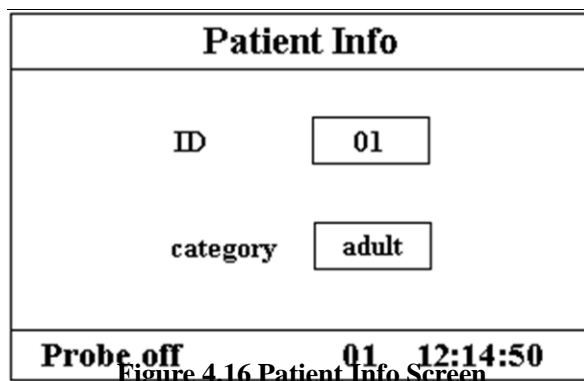 Patient Info
ID 01
category adult
Probe off 01 12:14:50
Figure 4.16 Patient Info Screen